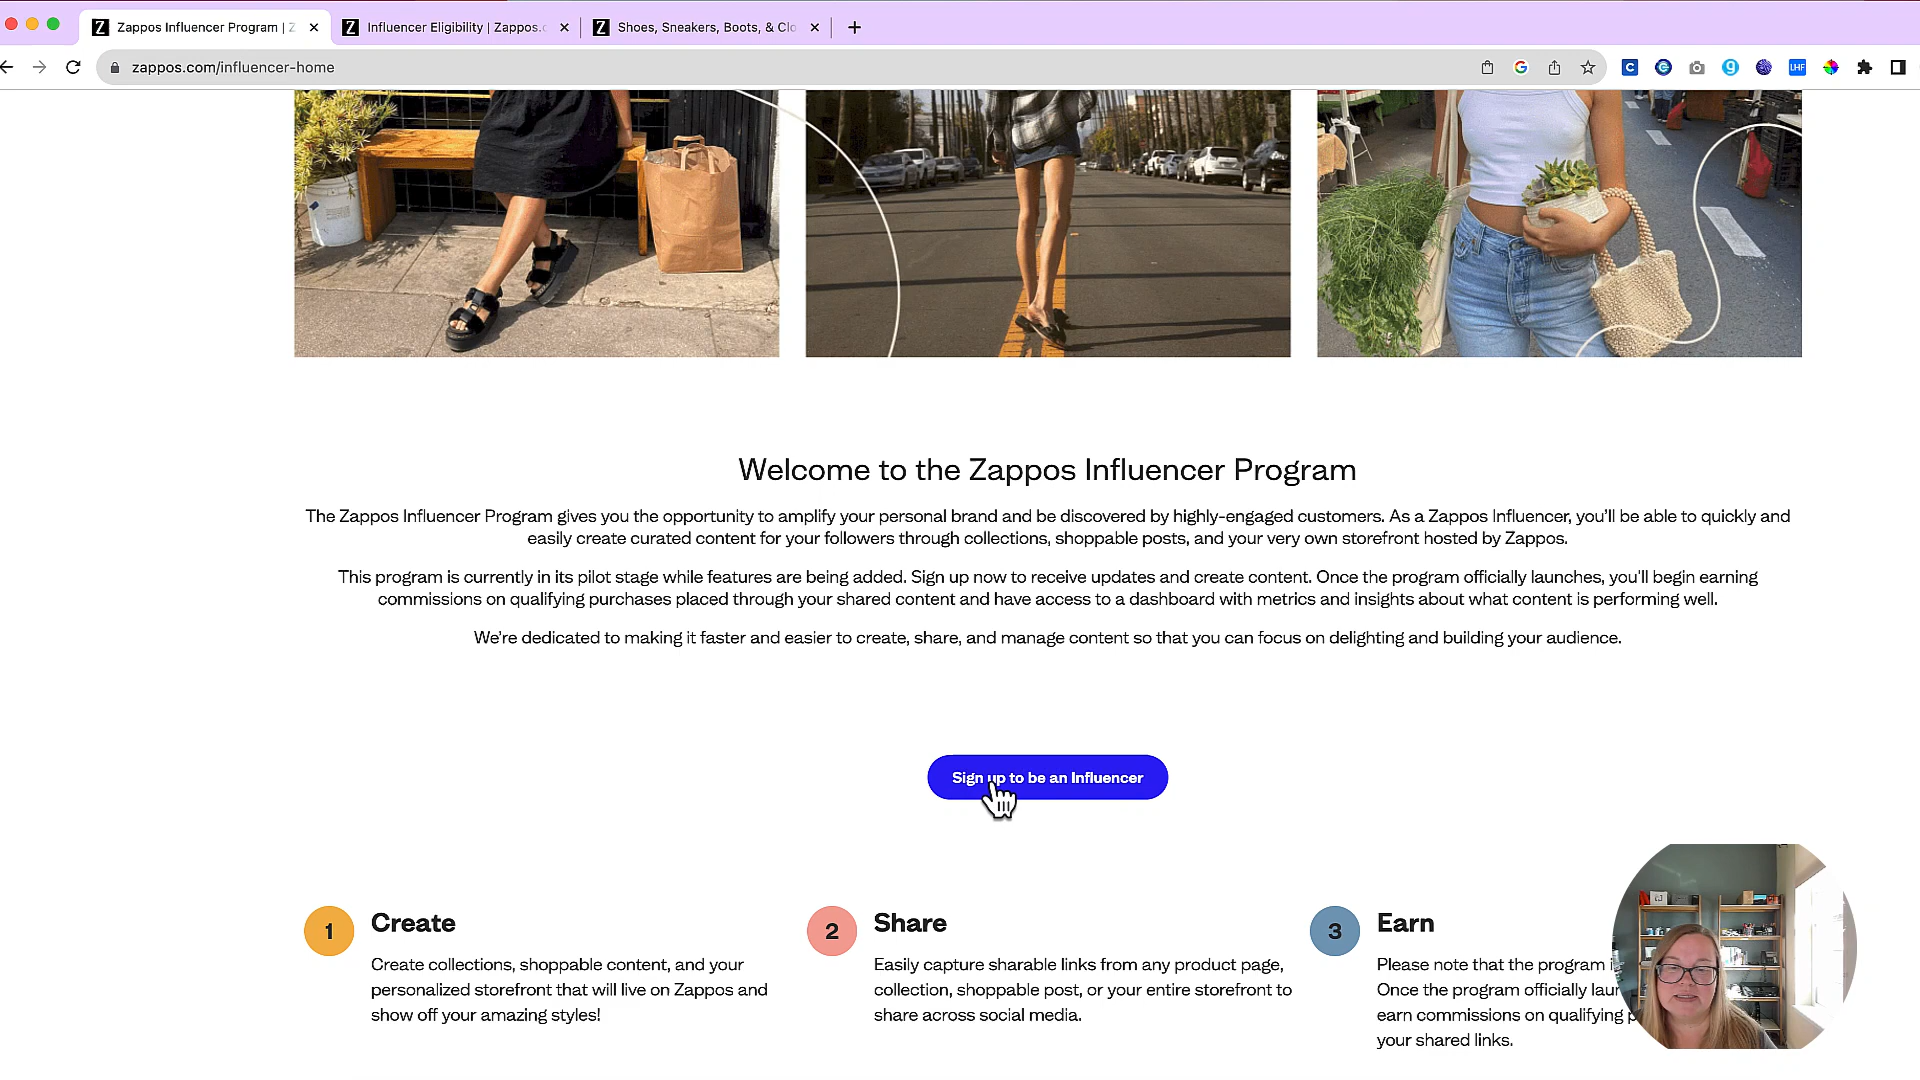 Z Zappos Influencer Program | Z
Z Influencer Eligibility | Zappos.c
Z Shoes, Sneakers, Boots, & Clo
zappos.com/influencer-home
Welcome to the Zappos Influencer Program
The Zappos Influencer Program gives you the opportunity to amplify your personal brand and be discovered by highly-engaged customers. As a Zappos Influencer, you'll be able to quickly and
easily create curated content for your followers through collections, shoppable posts, and your very own storefront hosted by Zappos.
This program is currently in its pilot stage while features are being added. Sign up now to receive updates and create content. Once the program officially launches, you'll begin earning
commissions on qualifying purchases placed through your shared content and have access to a dashboard with metrics and insights about what content is performing well.
We're dedicated to making it faster and easier to create, share, and manage content so that you can focus on delighting and building your audience.
Sign up to be an Influencer
1 Create
Create collections, shoppable content, and your
personalized storefront that will live on Zappos and
show off your amazing styles!
2 Share
Easily capture sharable links from any product page,
collection, shoppable post, or your entire storefront to
share across social media.
3 Earn
Please note that the program i
Once the program officially laun
earn commissions on qualifying p
your shared links.